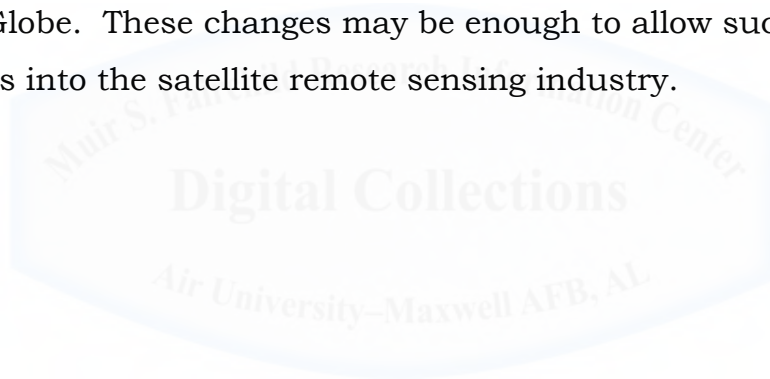 Globe.  These changes may be enough to allow suc
s into the satellite remote sensing industry.
Muir S. Fairchild Research Information Center
Digital Collections
Air University–Maxwell AFB, AL